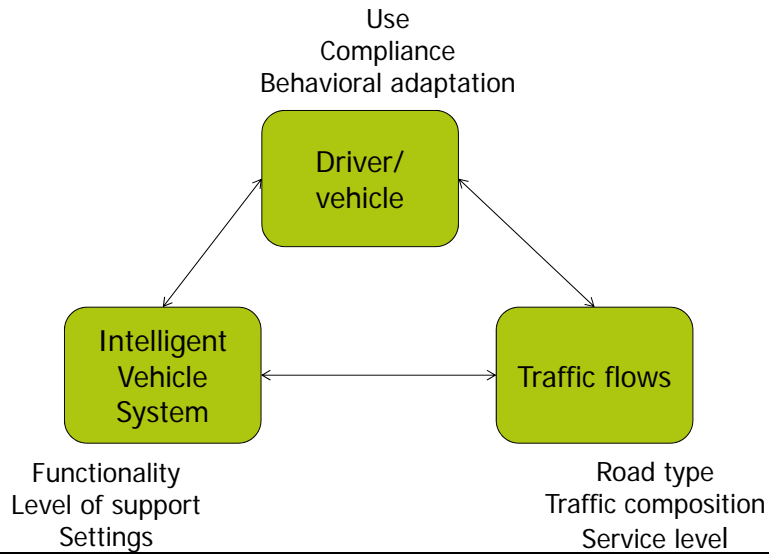 Use
Compliance
Behavioral adaptation
Driver/
vehicle
Intelligent
Vehicle
System
Traffic flows
Functionality
Level of support
Settings
Road type
Traffic composition
Service level